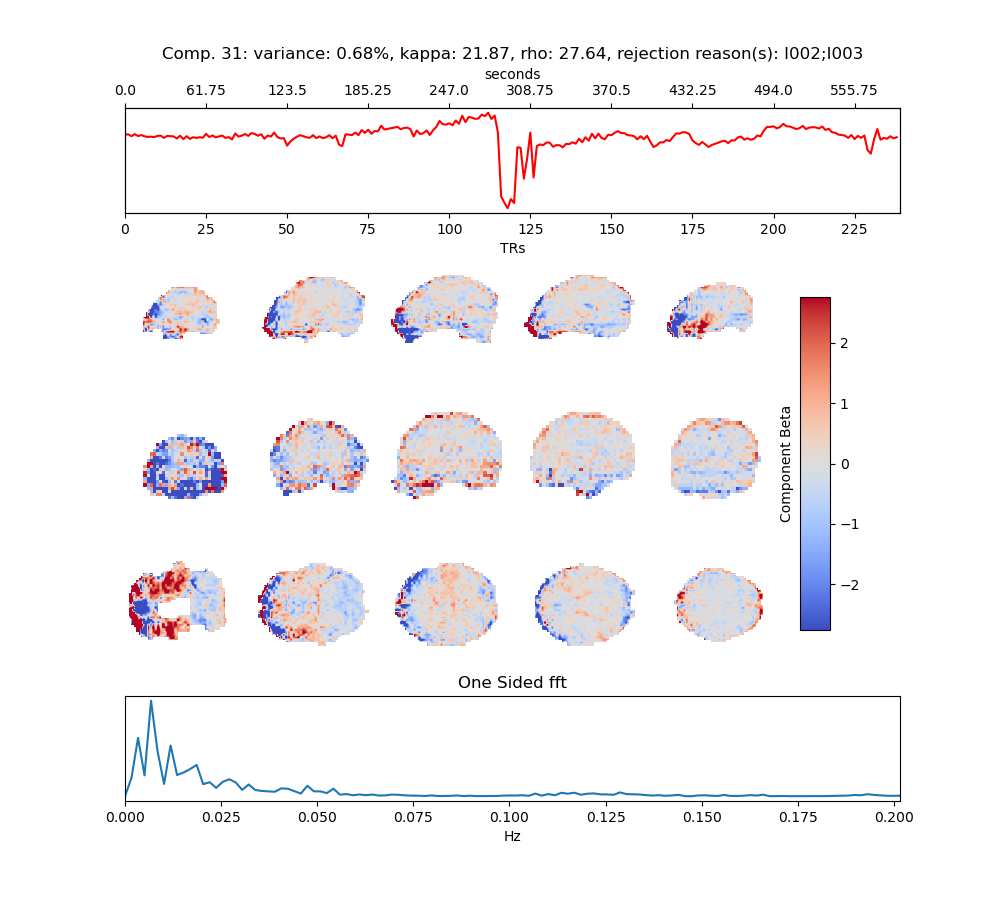 Comp. 31: variance: 0.68%, kappa: 21.87, rho: 27.64, rejection reason(s): I002;I003
seconds
0.0 61.75 123.5 185.25 247.0 308.75 370.5 432.25 494.0 555.75
0 25 50 75 100 125 150 175 200 225
TRs
2
1
0
−1
−2
Component Beta
One Sided fft
0.000 0.025 0.050 0.075 0.100 0.125 0.150 0.175 0.200
Hz